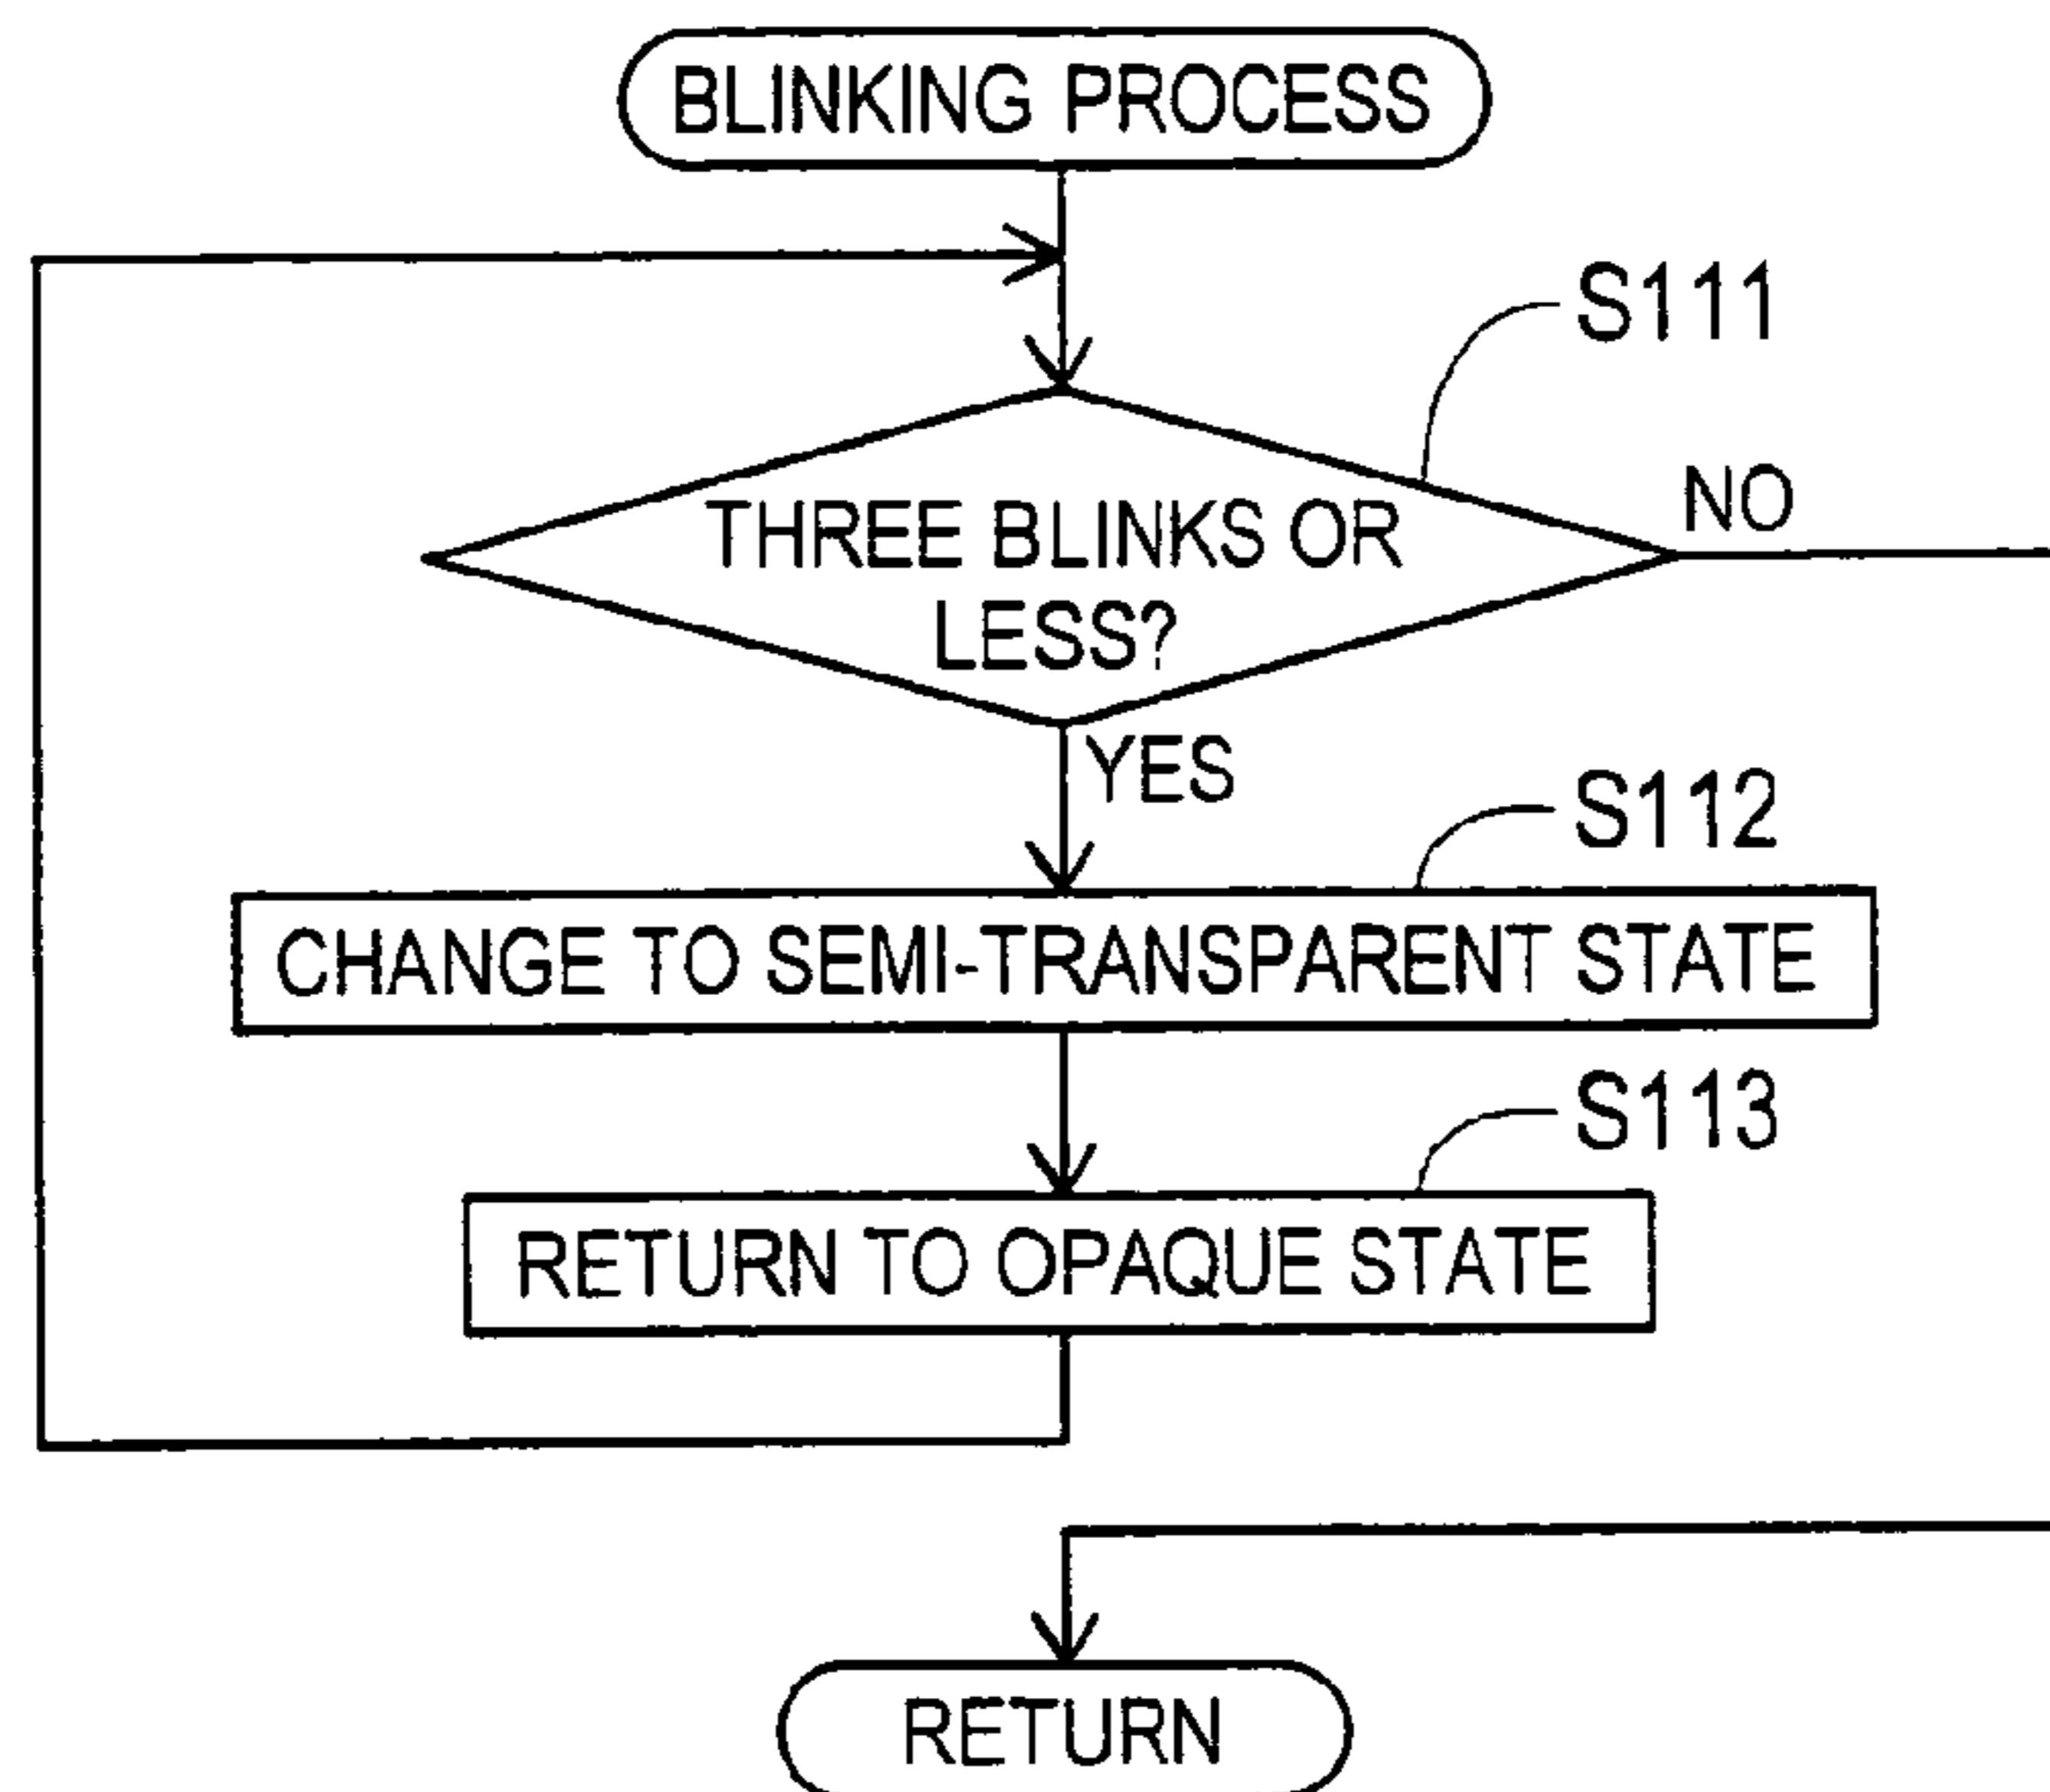 BLINKING PROCESS
S111
THREE BLINKS OR
LESS?
NO
YES
S112
CHANGE TO SEMI-TRANSPARENT STATE
S113
RETURN TO OPAQUE STATE
RETURN